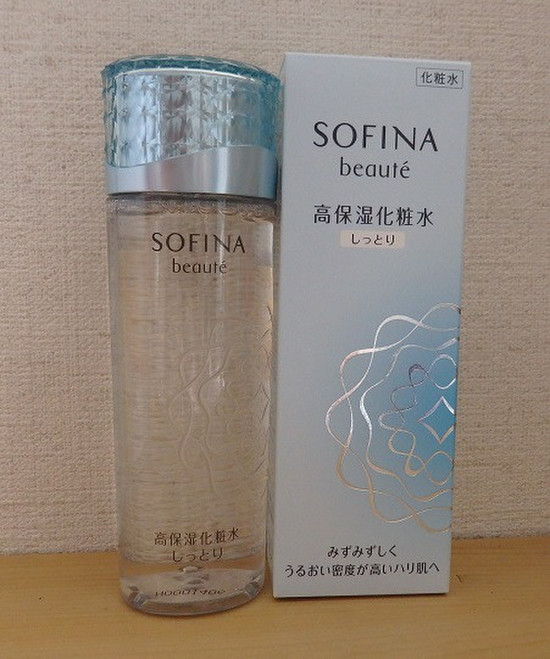 SOFINA
beauté
高保湿化粧水
しっとり
化粧水
SOFINA
beauté
高保湿化粧水
しっとり
みずみずしく
うるおい密度が高いハリ肌へ